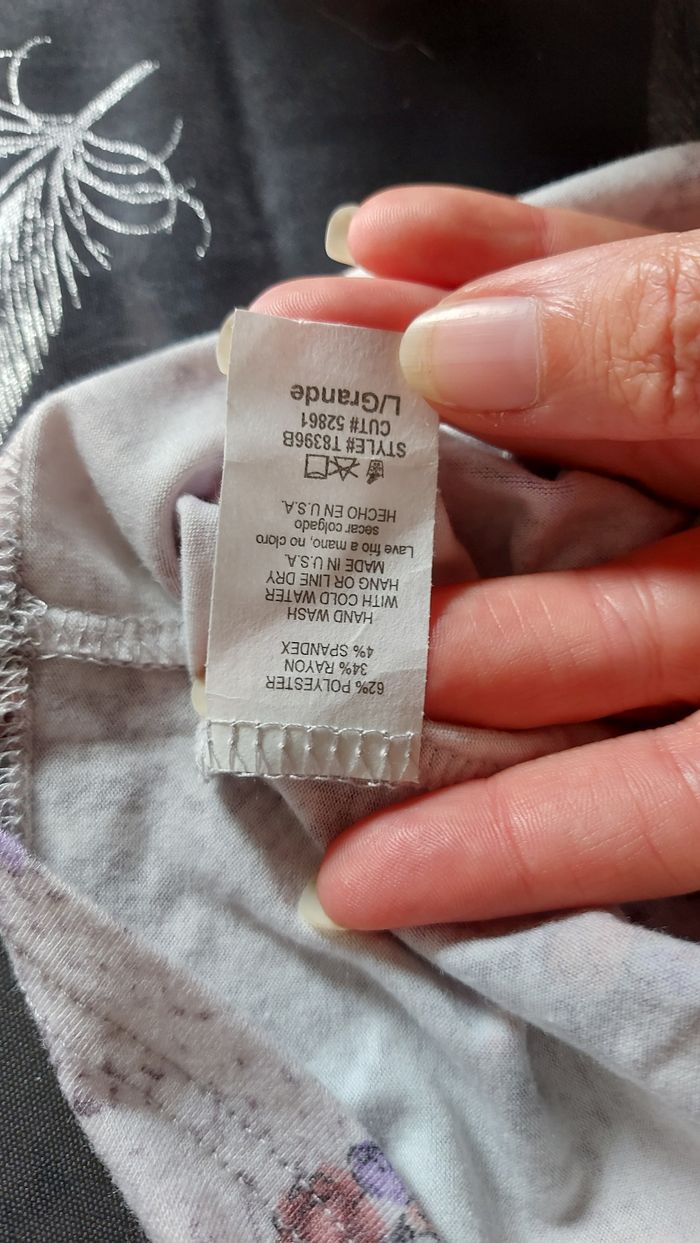 62% POLYESTER
34% RAYON
4% SPANDEX
HAND WASH
WITH COLD WATER
HANG OR LINE DRY
MADE IN U.S.A.
Lave frio a mano, no cloro
secar colgado
HECHO EN U.S.A.
STYLE# T8396B
CUT# 52861
L/Grande